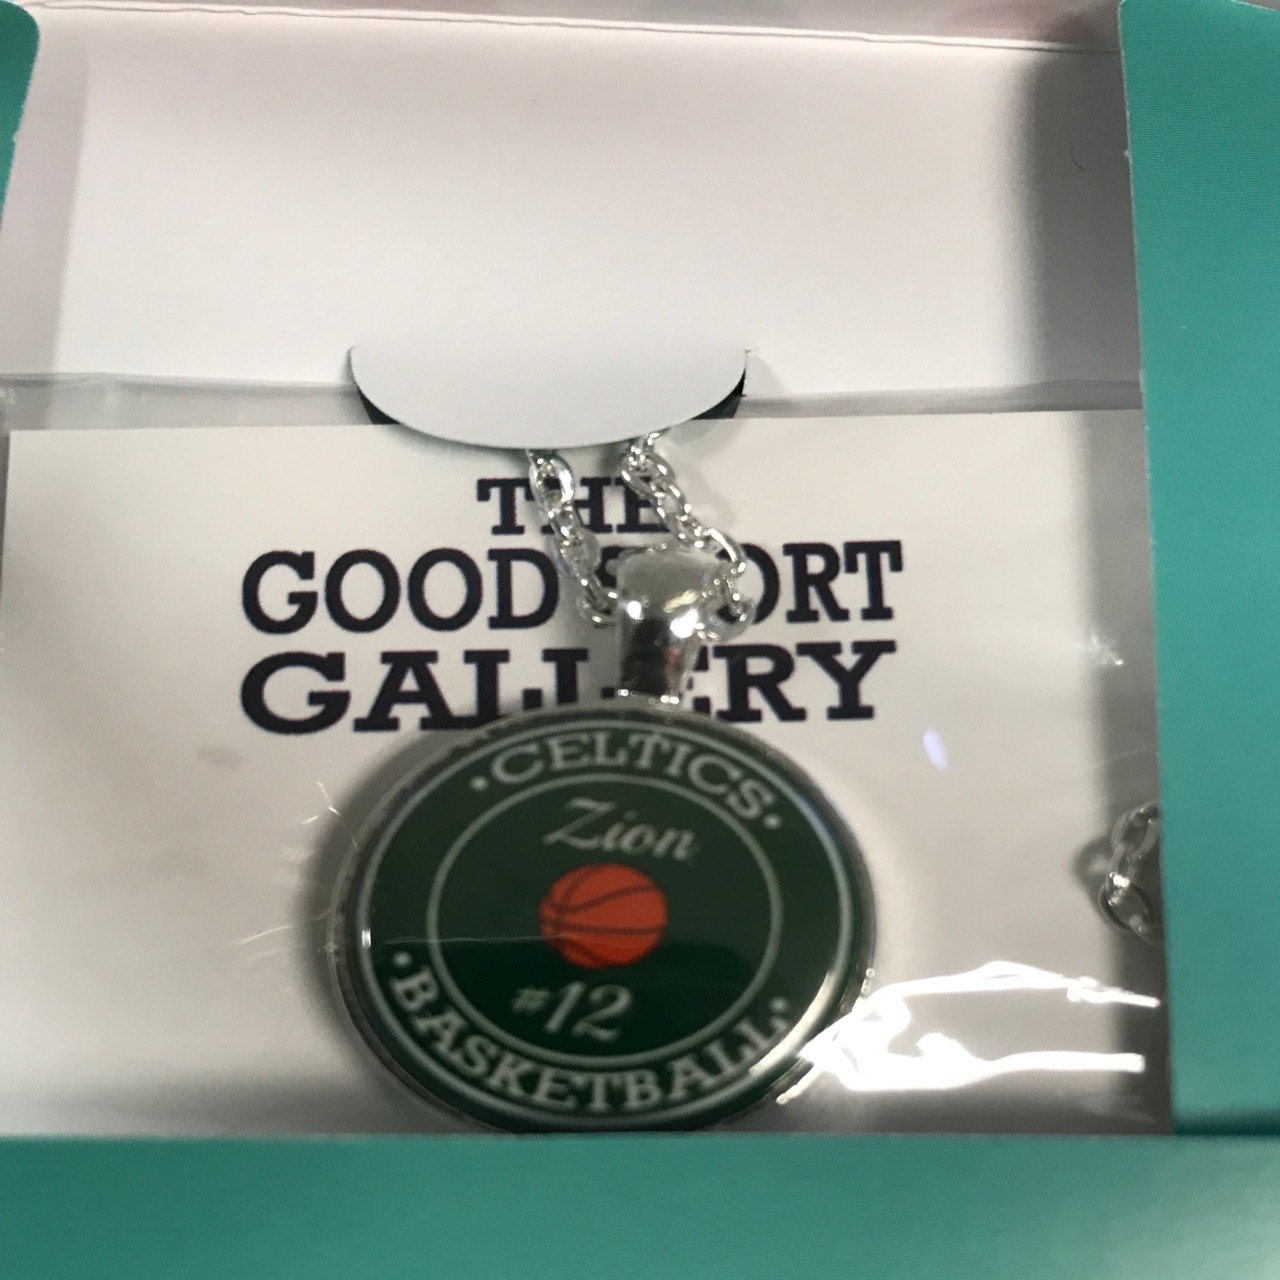 THE
GOOD SPORT
GALLERY
•CELTICS•
Zion
#12
•BASKETBALL•